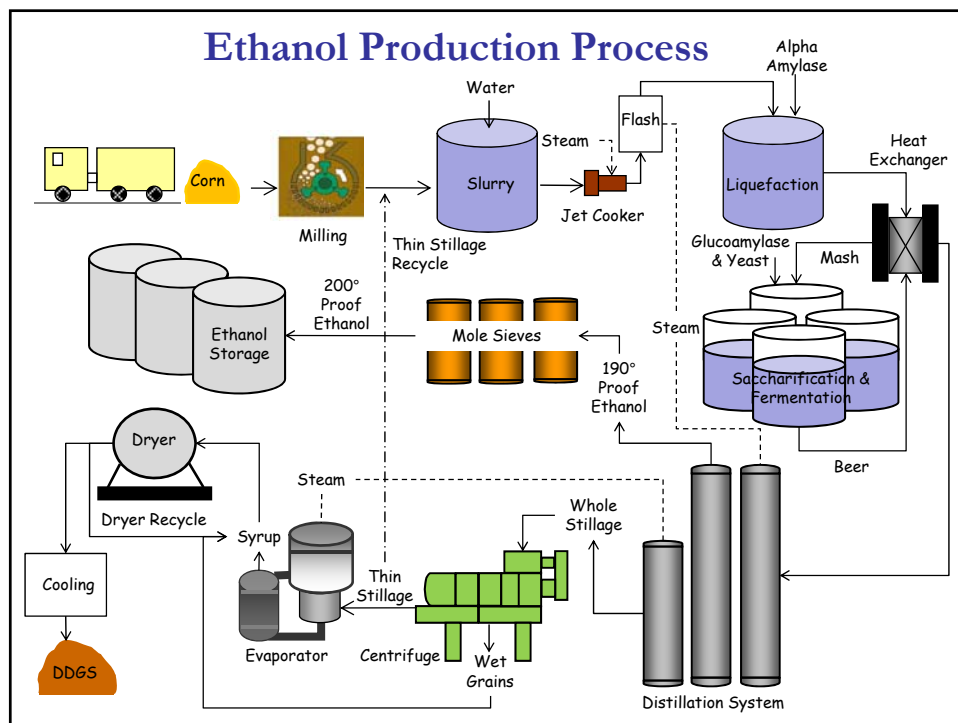 Ethanol Production Process
Alpha
Amylase
Water
Flash
Steam
Heat
Exchanger
Corn
Slurry
Liquefaction
Jet Cooker
Milling
Thin Stillage
Recycle
Glucoamylase
& Yeast
Mash
200°
Proof
Ethanol
Ethanol
Storage
Mole Sieves
Steam
190°
Proof
Ethanol
Saccharification &
Fermentation
Dryer
Beer
Steam
Whole
Stillage
Dryer Recycle
Syrup
Cooling
Thin
Stillage
Evaporator
Centrifuge
Wet
Grains
DDGS
Distillation System